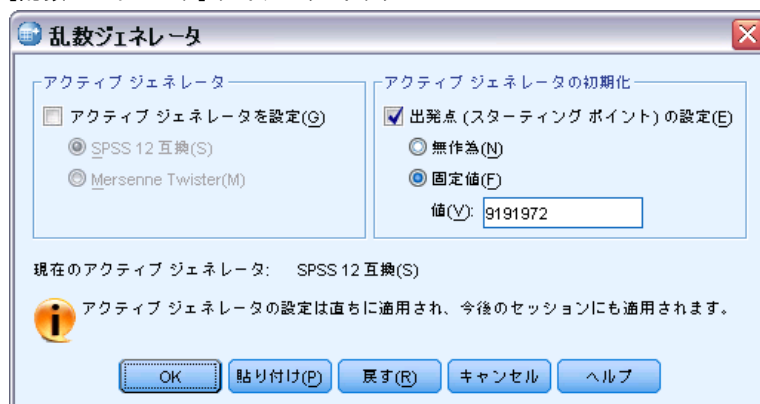 乱数ジェネレータ
アクティブ ジェネレータ
アクティブ ジェネレータを設定(G)
SPSS 12 互換(S)
Mersenne Twister(M)
アクティブ ジェネレータの初期化
出発点 (スターティング ポイント) の設定(E)
無作為(N)
固定値(F)
値(V): 9191972
現在のアクティブ ジェネレータ: SPSS 12 互換(S)
アクティブ ジェネレータの設定は直ちに適用され、今後のセッションにも適用されます。
OK 貼り付け(P) 戻す(R) キャンセル ヘルプ